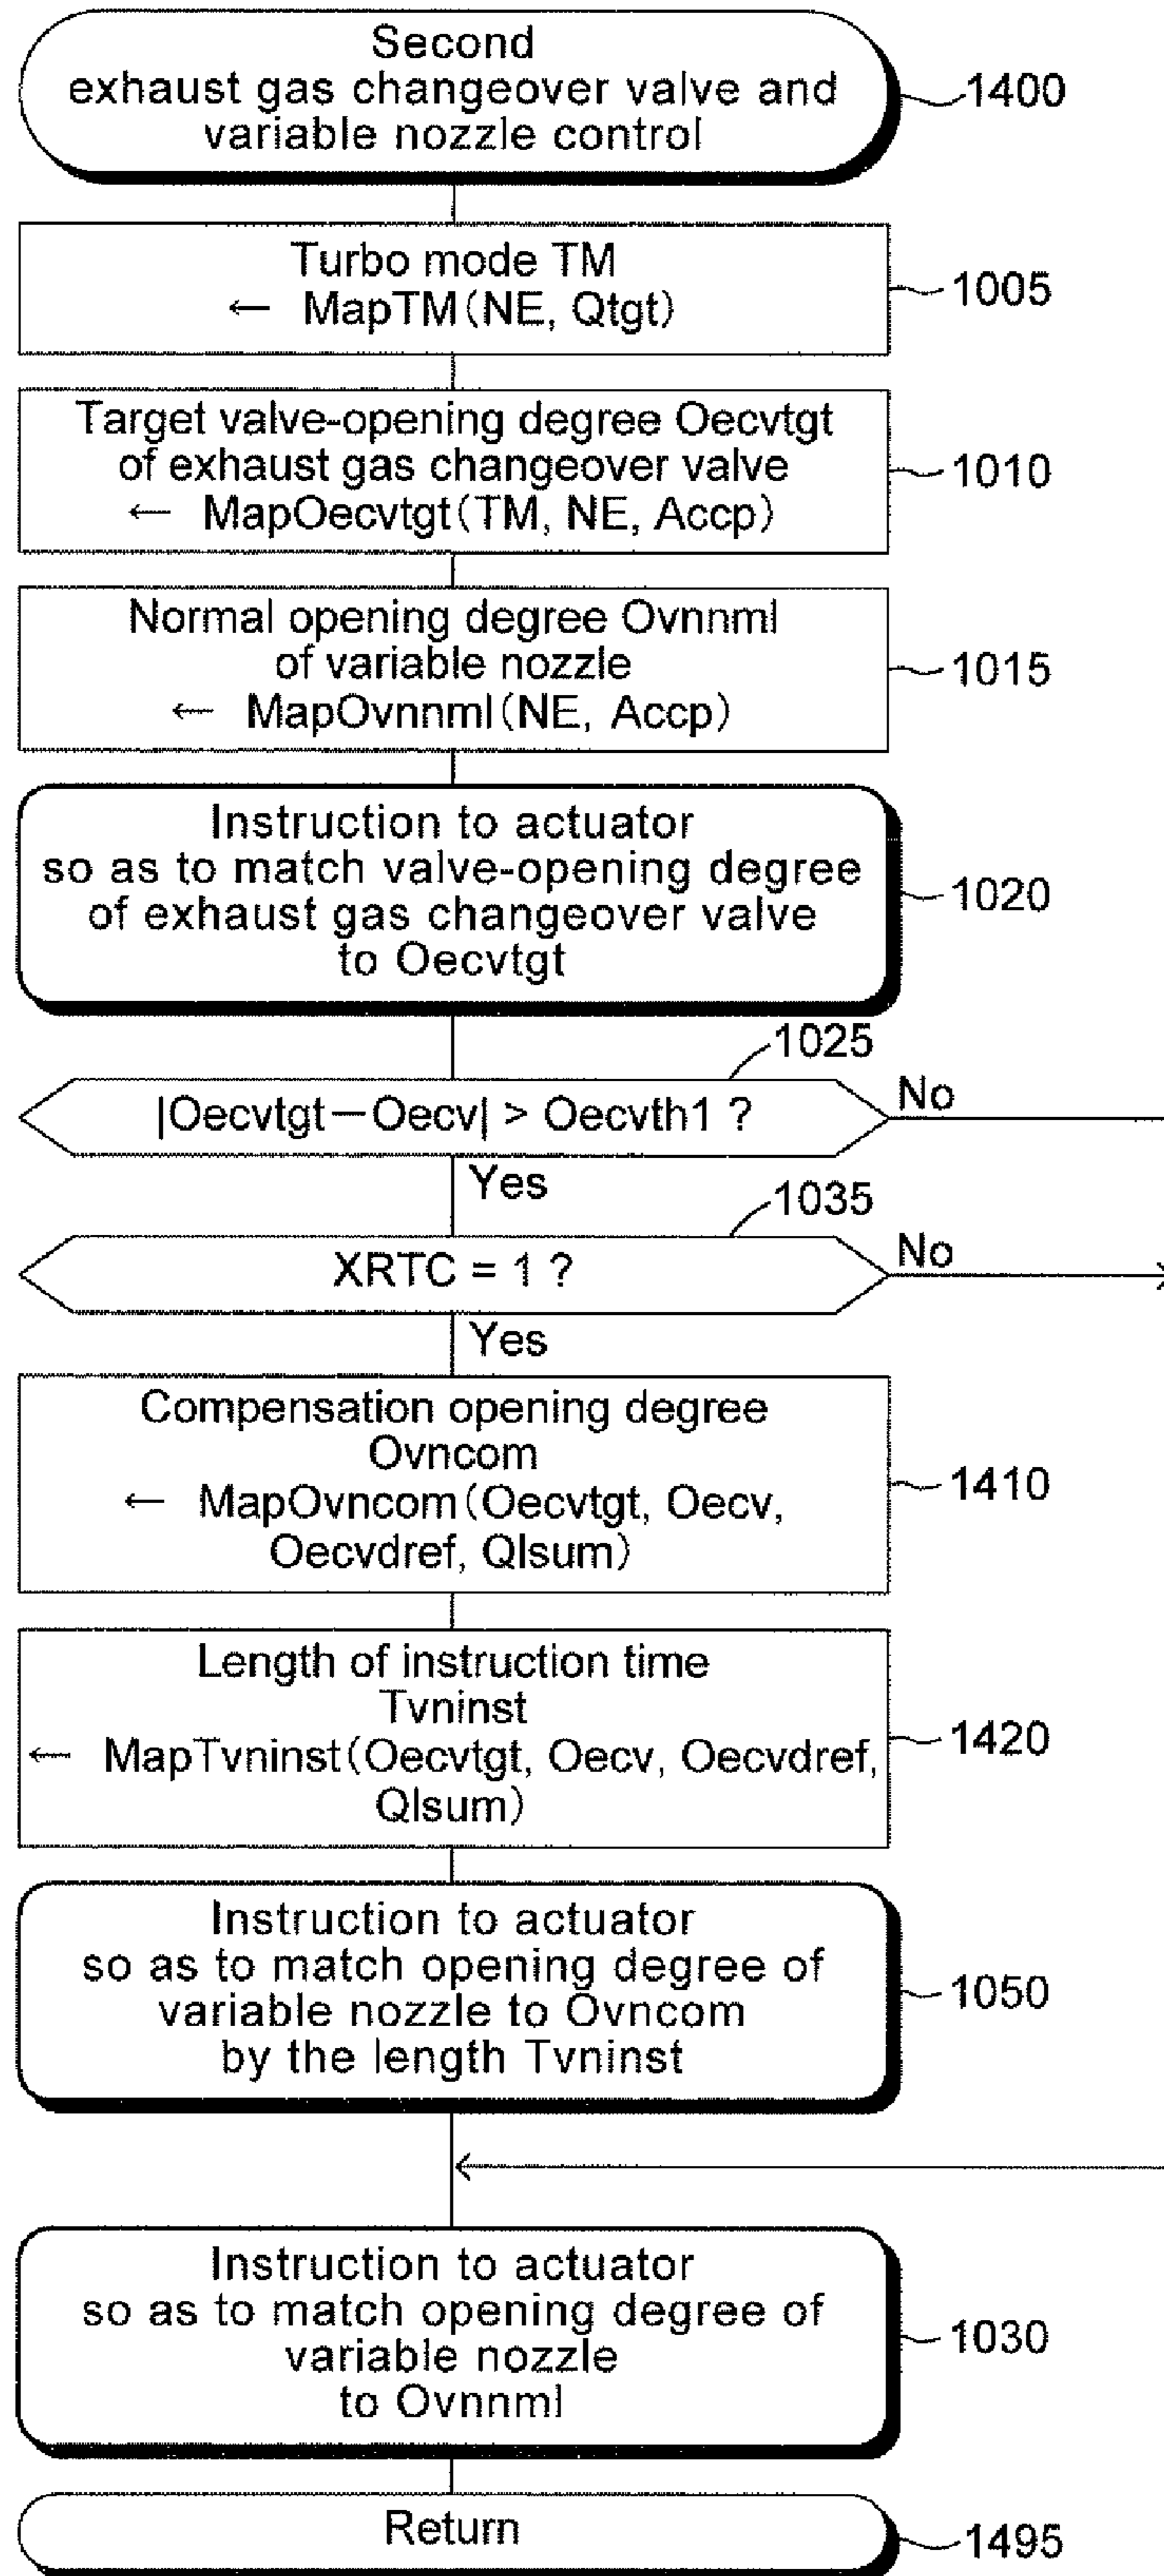 Second
exhaust gas changeover valve and
variable nozzle control
1400
Turbo mode TM
← MapTM(NE, Qtgt)
1005
Target valve-opening degree Oecvtgt
of exhaust gas changeover valve
← MapOecvtgt(TM, NE, Accp)
1010
Normal opening degree Ovnnml
of variable nozzle
← MapOvnnml(NE, Accp)
1015
Instruction to actuator
so as to match valve-opening degree
of exhaust gas changeover valve
to Oecvtgt
1020
1025
|Oecvtgt－Oecv| > Oecvth1 ?
No
Yes
1035
XRTC = 1 ?
No
Yes
Compensation opening degree
Ovncom
← MapOvncom(Oecvtgt, Oecv,
Oecvdref, Qlsum)
1410
Length of instruction time
Tvninst
← MapTvninst(Oecvtgt, Oecv, Oecvdref,
Qlsum)
1420
Instruction to actuator
so as to match opening degree of
variable nozzle to Ovncom
by the length Tvninst
1050
Instruction to actuator
so as to match opening degree of
variable nozzle
to Ovnnml
1030
Return
1495